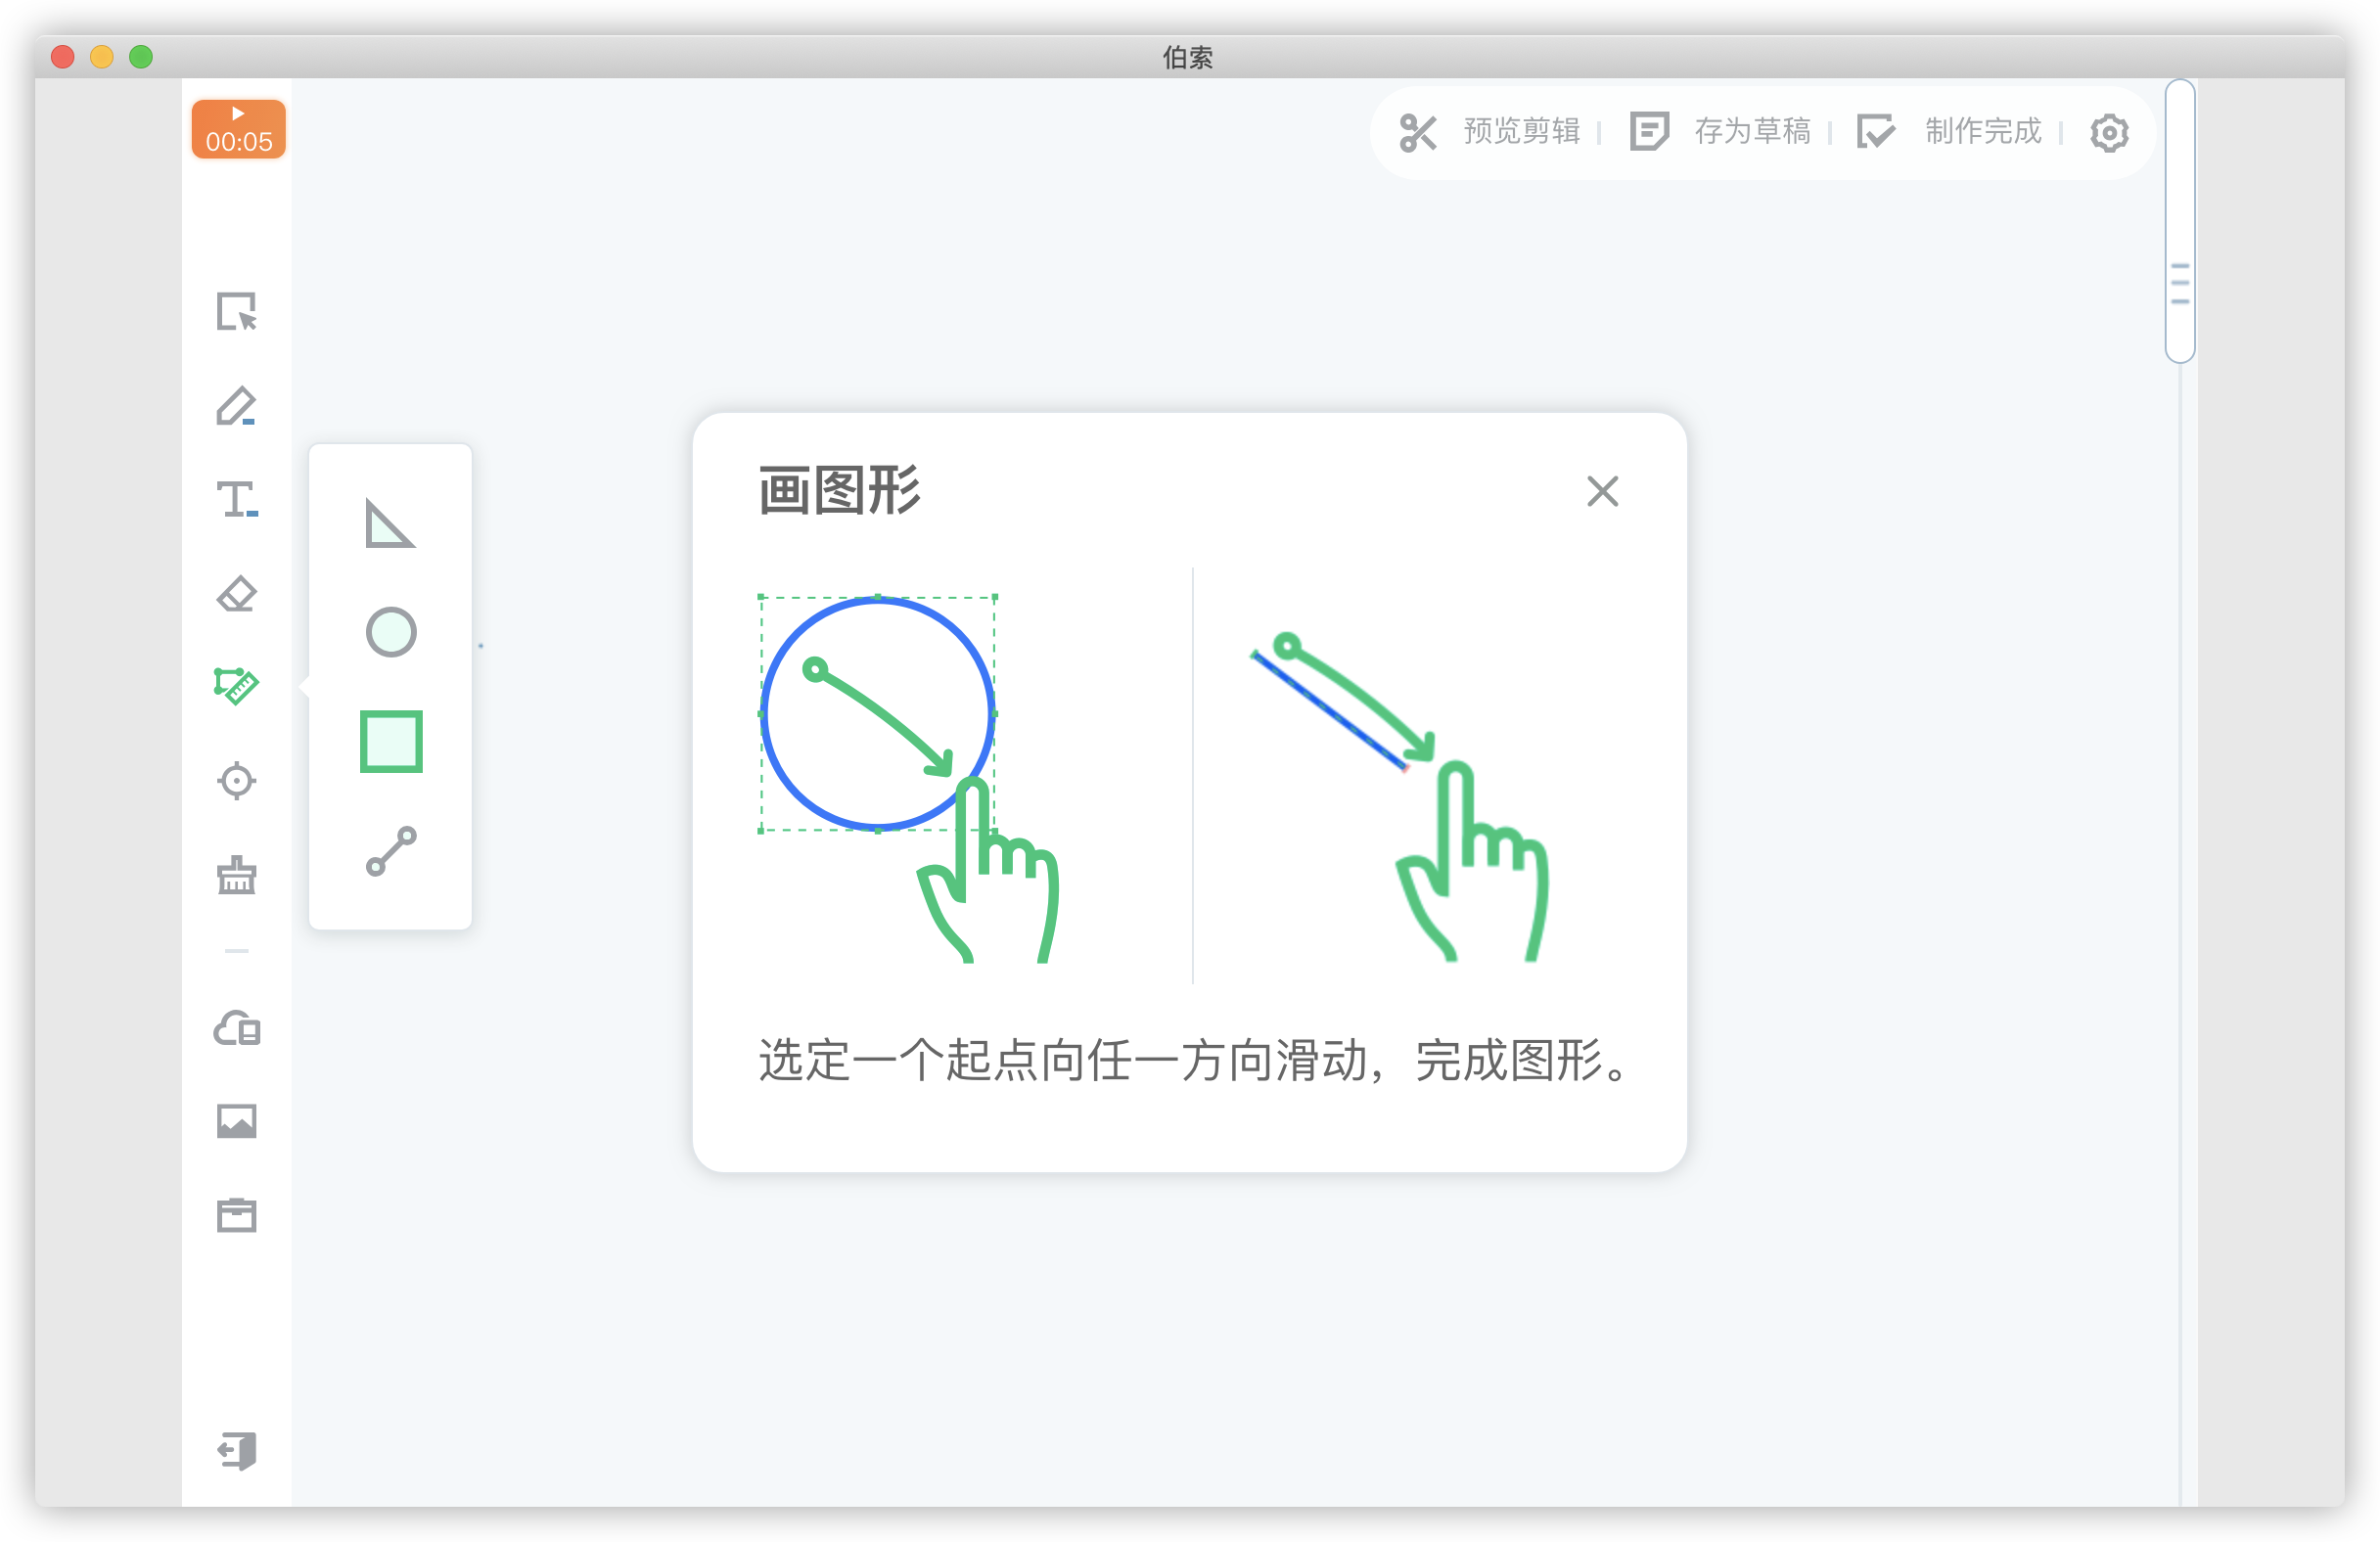 伯索
00:05
预览剪辑
存为草稿
制作完成
画图形
选定一个起点向任一方向滑动，完成图形。